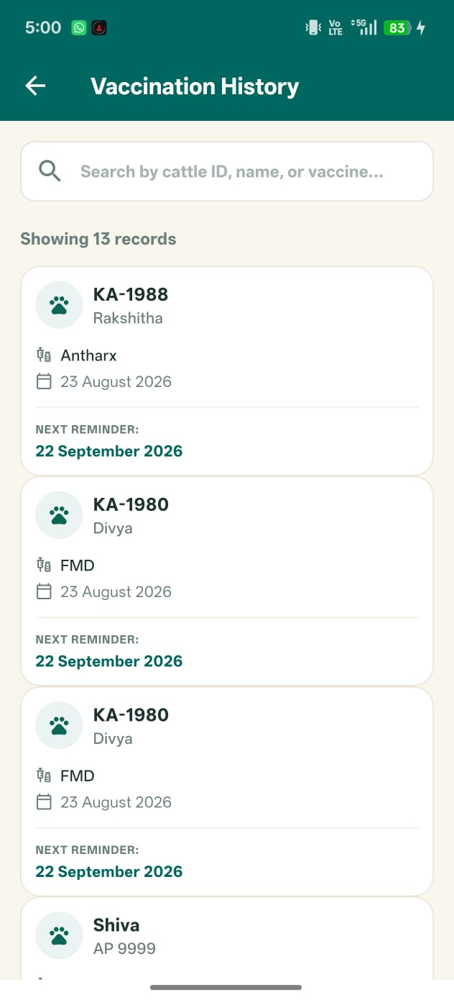 5:00
Vo
LTE
5G
83
Vaccination History
Search by cattle ID, name, or vaccine...
Showing 13 records
KA-1988
Rakshitha
Antharx
23 August 2026
NEXT REMINDER:
22 September 2026
KA-1980
Divya
FMD
23 August 2026
NEXT REMINDER:
22 September 2026
KA-1980
Divya
FMD
23 August 2026
NEXT REMINDER:
22 September 2026
Shiva
AP 9999